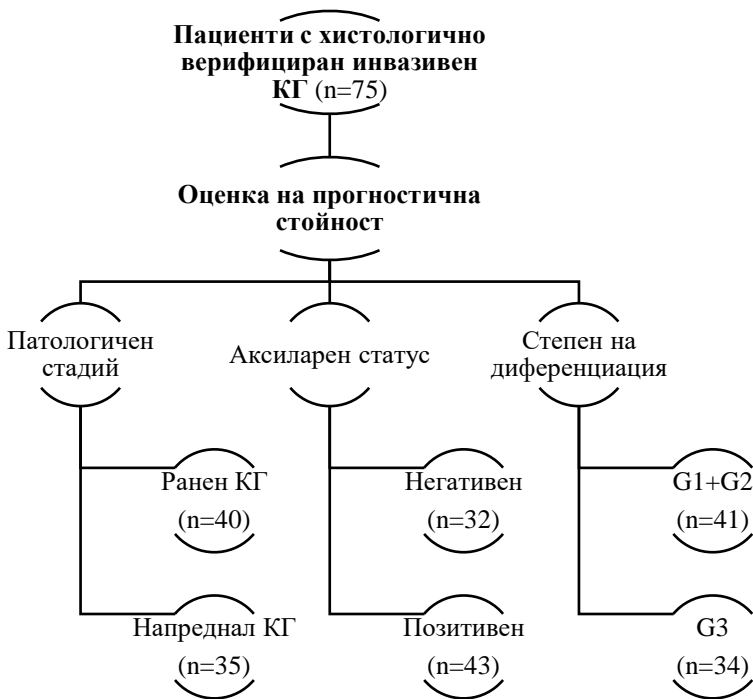 Пациенти с хистологично
верифициран инвазивен
КГ (n=75)
Оценка на прогностична
стойност
Патологичен
стадий
Ранен КГ
(n=40)
Напреднал КГ
(n=35)
Аксиларен статус
Негативен
(n=32)
Позитивен
(n=43)
Степен на
диференциация
G1+G2
(n=41)
G3
(n=34)